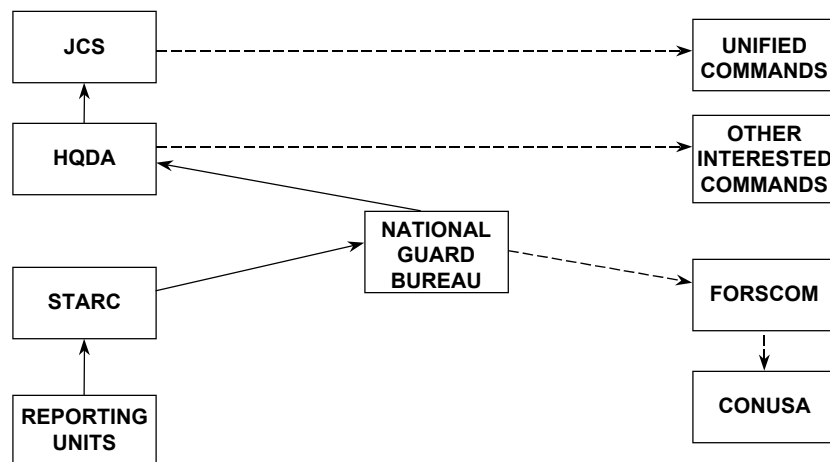 JCS
UNIFIED
COMMANDS
HQDA
OTHER
INTERESTED
COMMANDS
NATIONAL
GUARD
BUREAU
STARC
FORSCOM
REPORTING
UNITS
CONUSA